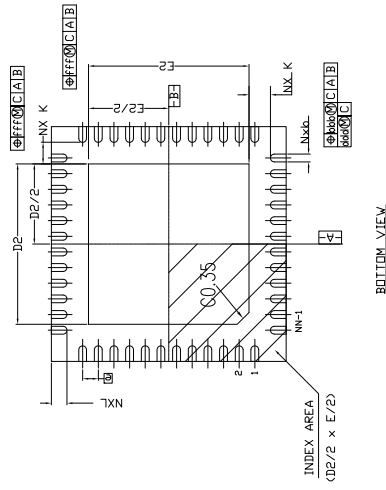 ⌖ fff Ⓜ C A B
⌖ fff Ⓜ C A B
NX K
E2
E2/2
-B-
NX K
⌖ bbb Ⓜ C A B
ddd Ⓜ C
Nxb
D2
D2/2
-A-
C0.35
e
NXL
2
1
NN-1
INDEX AREA
(D2/2 x E/2)
BOTTOM VIEW